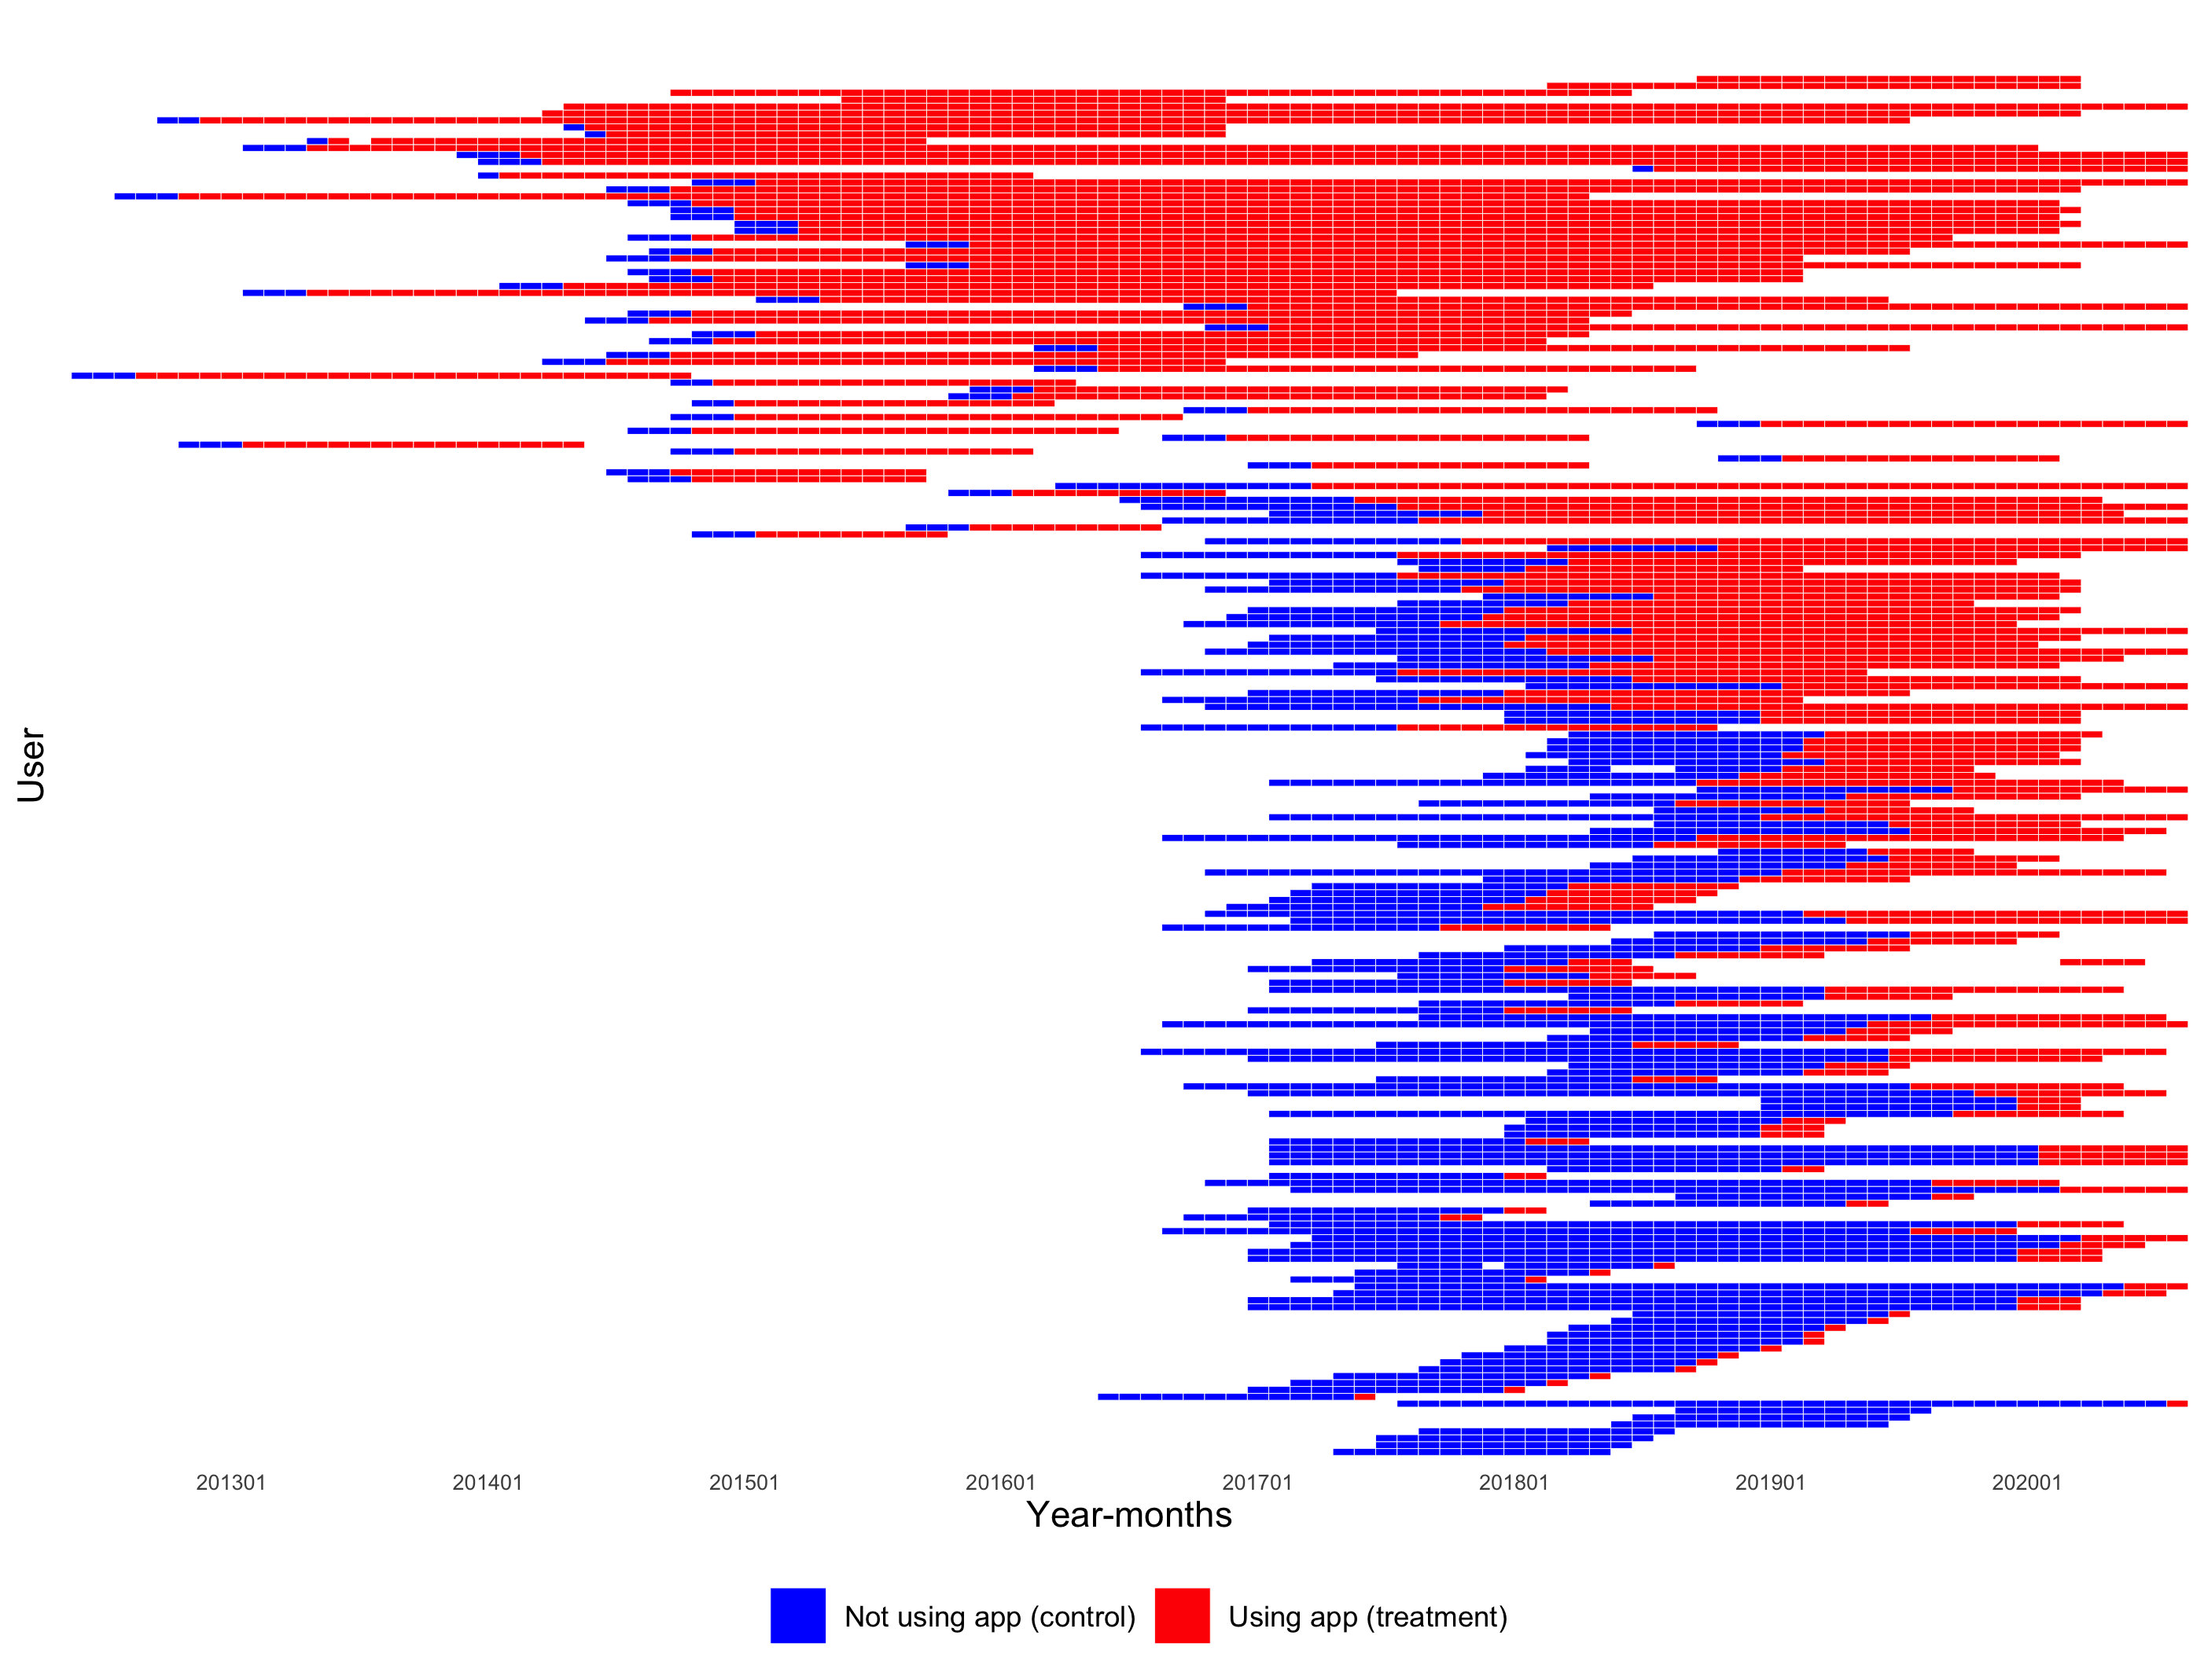 User
201301 201401 201501 201601 201701 201801 201901 202001
Year-months
Not using app (control) Using app (treatment)